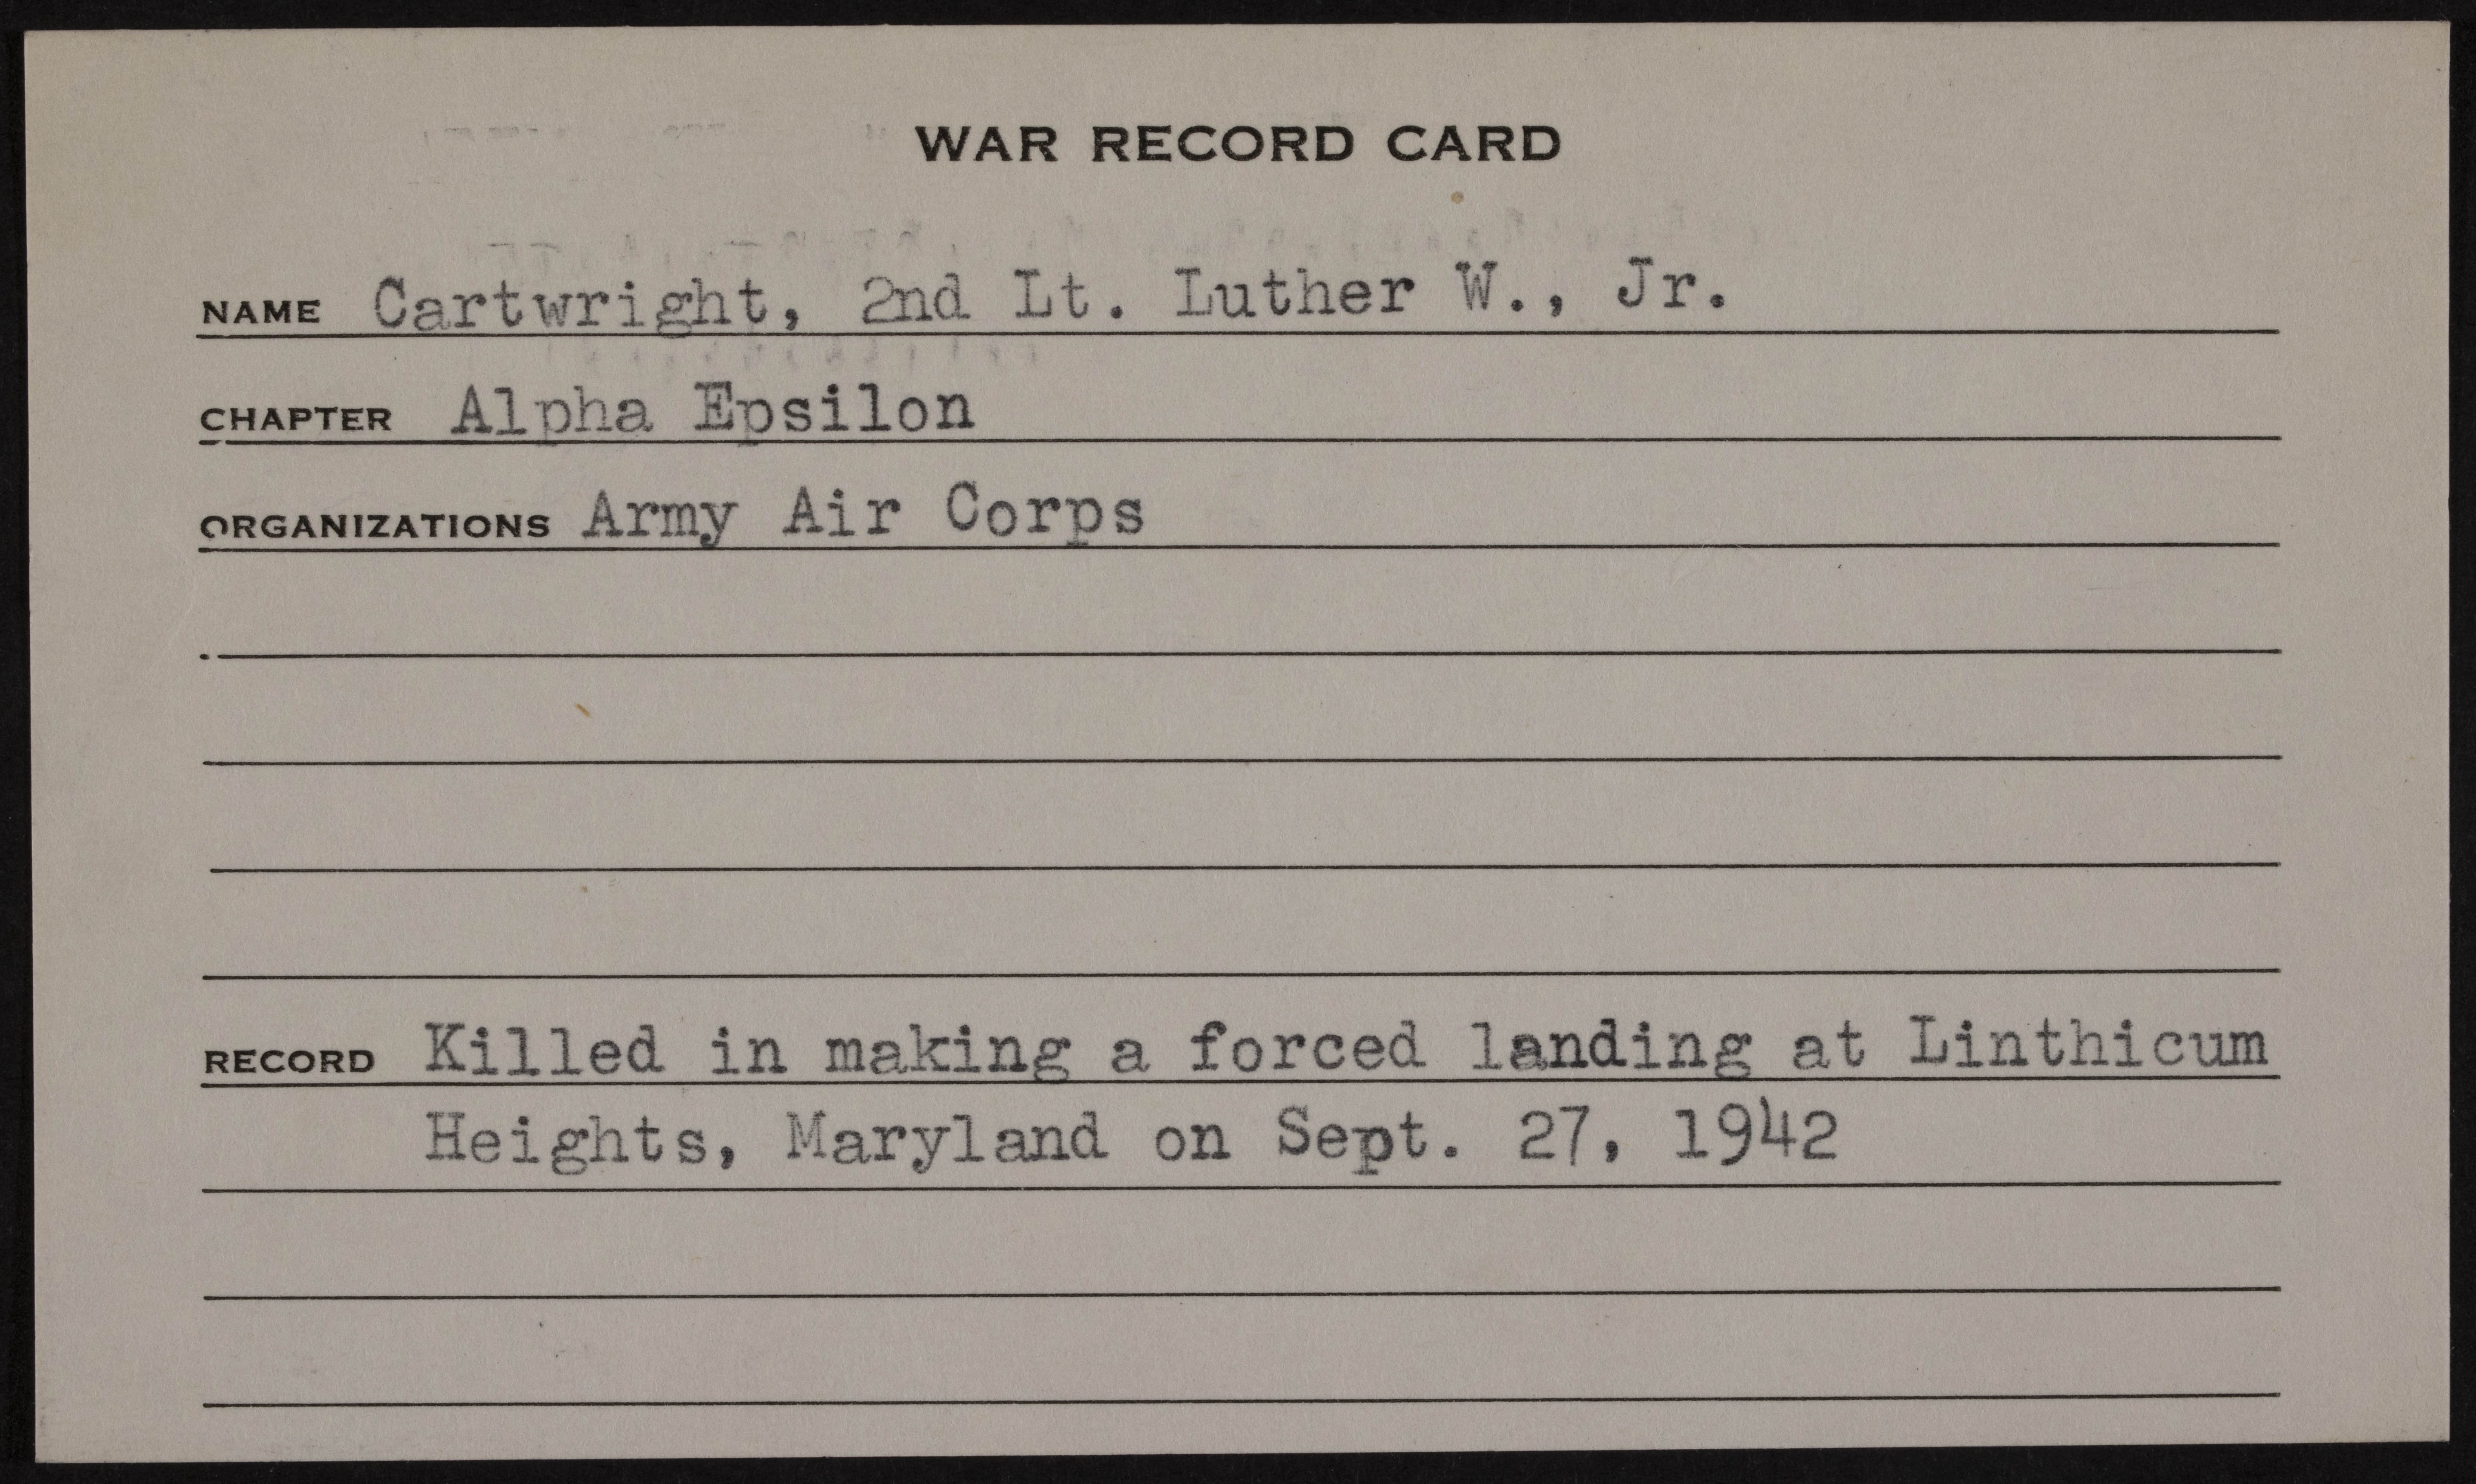 WAR RECORD CARD
NAME Cartwright, 2nd Lt. Luther W., Jr.
CHAPTER Alpha Epsilon
ORGANIZATIONS Army Air Corps
RECORD Killed in making a forced landing at Linthicum
Heights, Maryland on Sept. 27, 1942